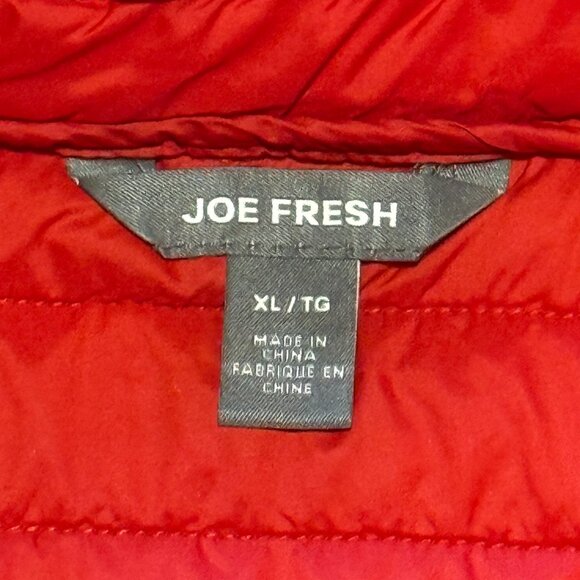 JOE FRESH
XL / TG
MADE IN
CHINA
FABRIQUE EN
CHINE